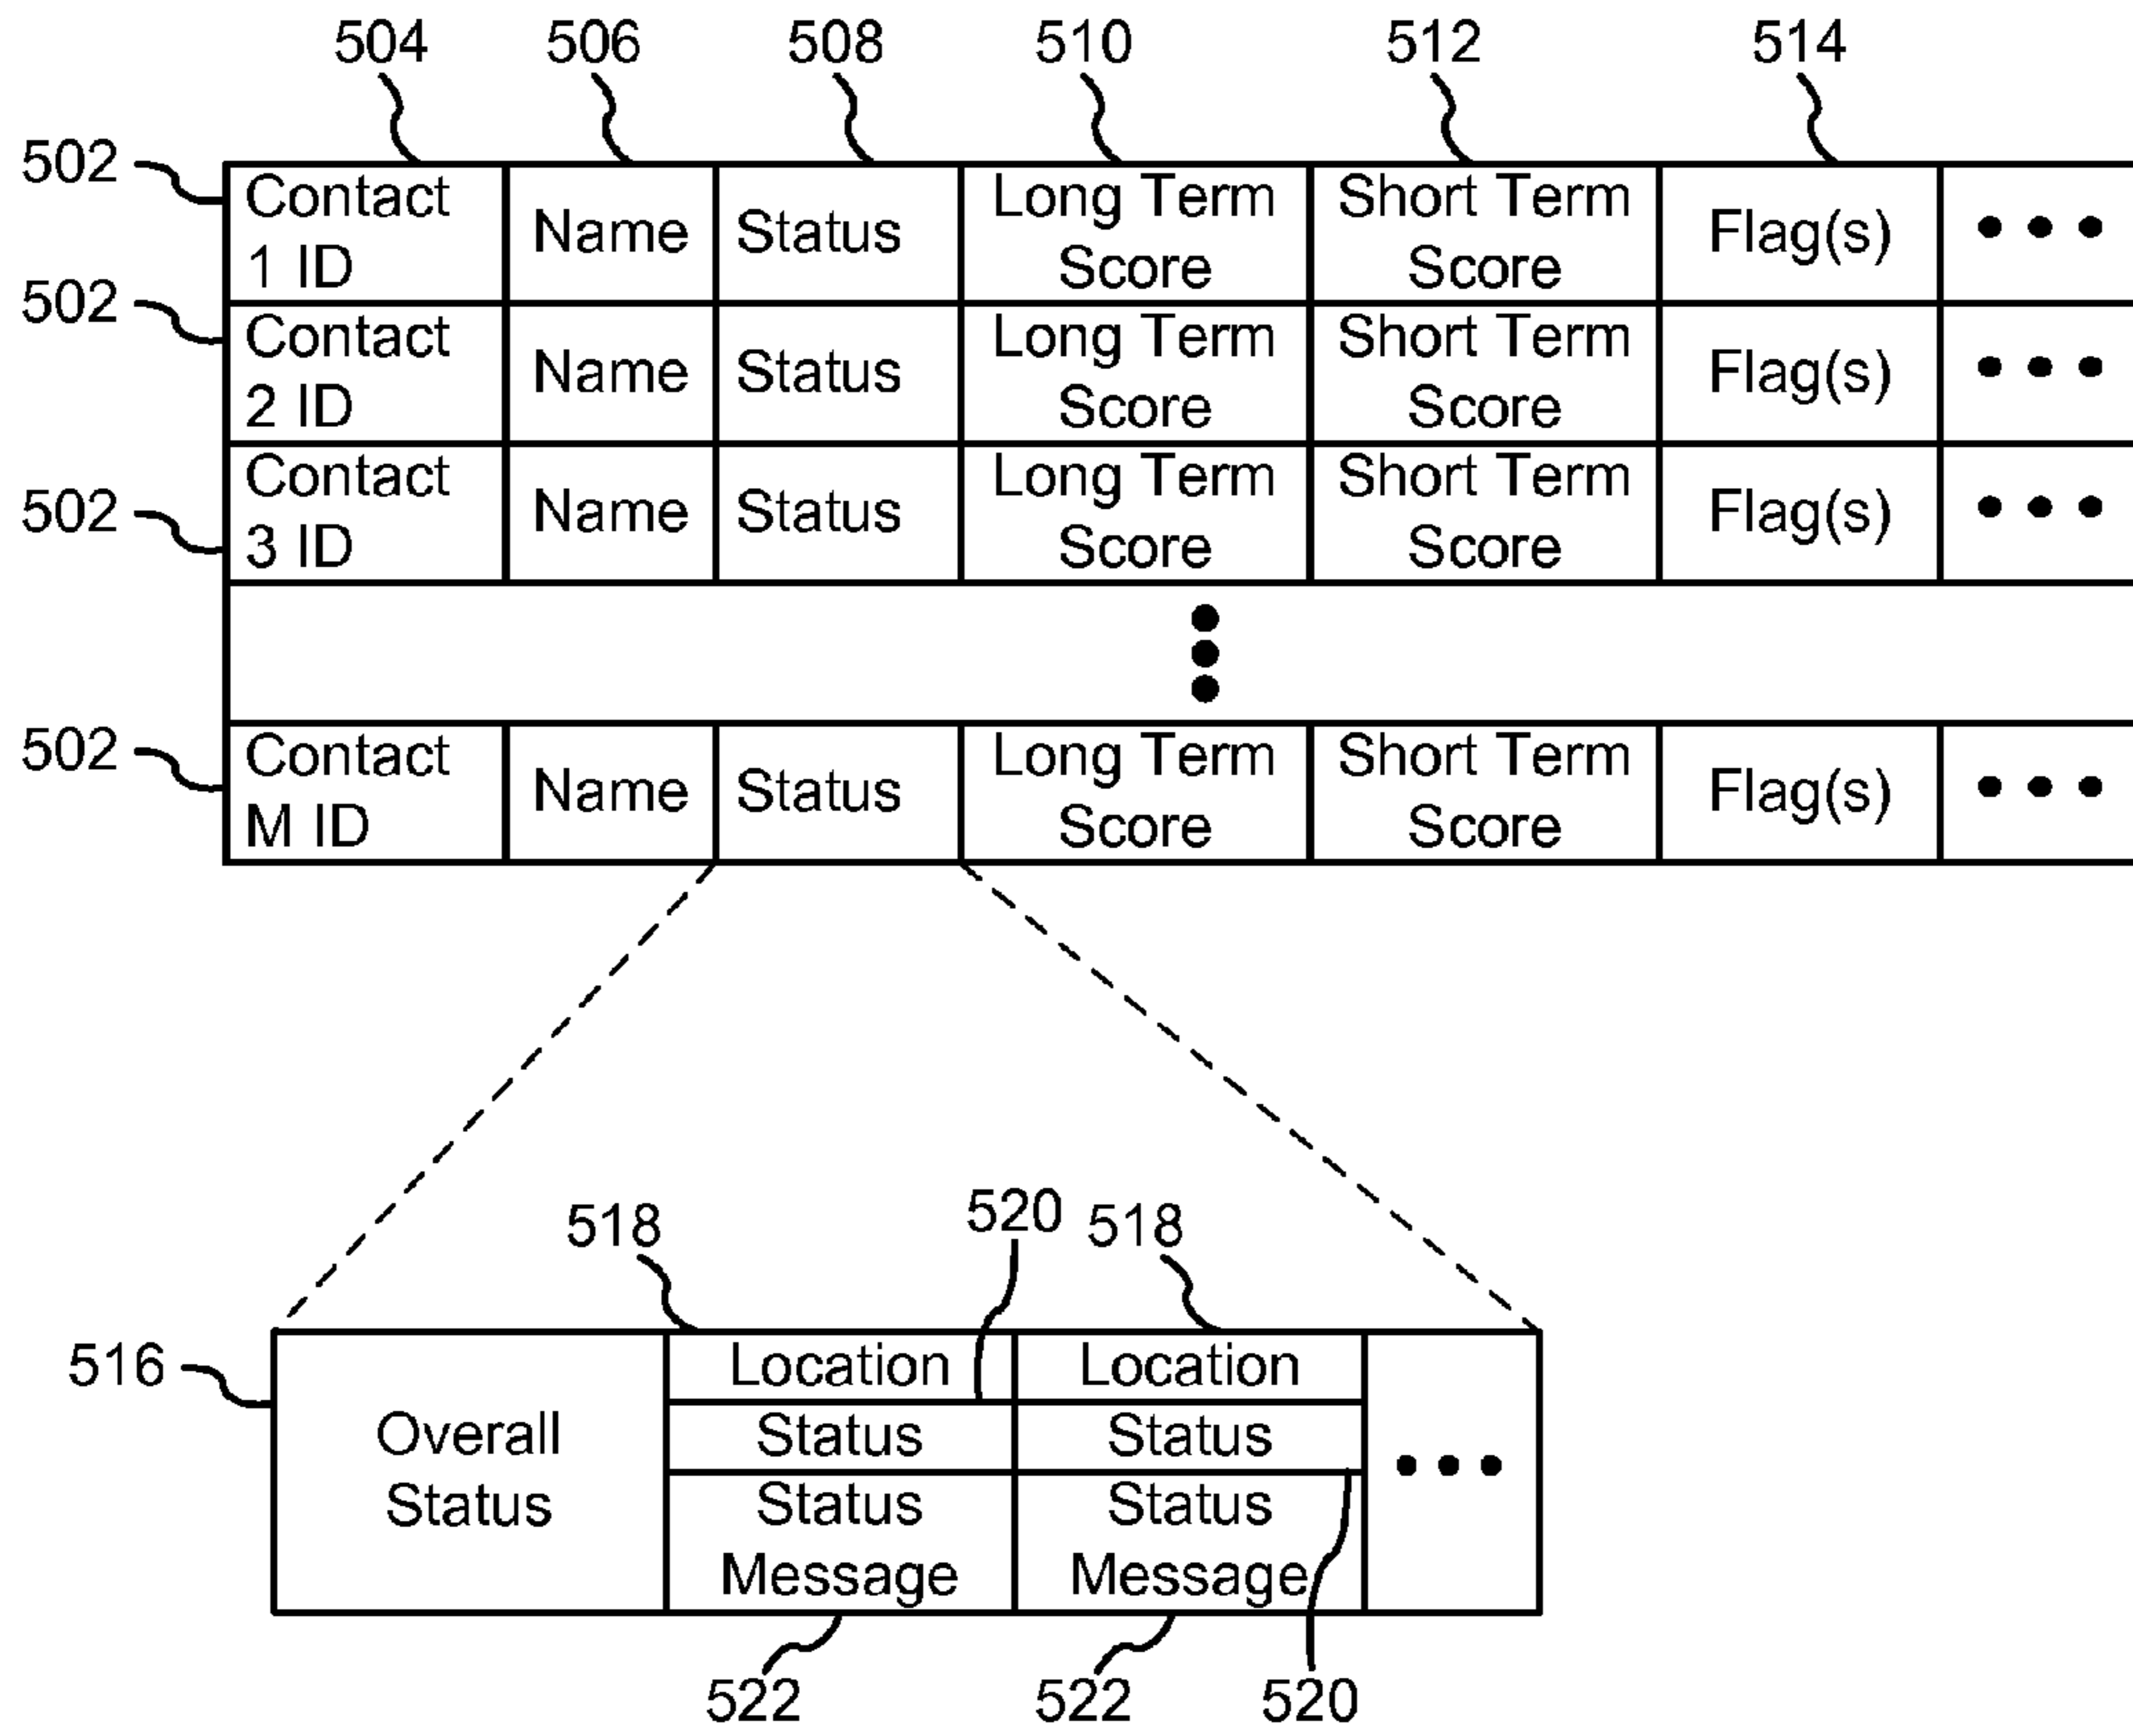 504 506 508 510 512 514
502
Contact 1 ID Name Status Long Term Score Short Term Score Flag(s) • • •
502
Contact 2 ID Name Status Long Term Score Short Term Score Flag(s) • • •
502
Contact 3 ID Name Status Long Term Score Short Term Score Flag(s) • • •
502
Contact M ID Name Status Long Term Score Short Term Score Flag(s) • • •
518 520 518
516
Overall Status
Location Location
Status Status
Status Message Status Message
• • •
522 522 520